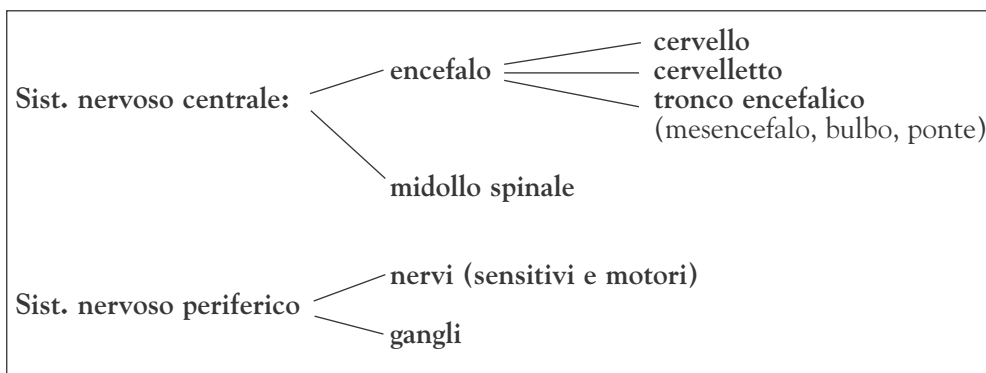 Sist. nervoso centrale:
encefalo
cervello
cervelletto
tronco encefalico
(mesencefalo, bulbo, ponte)
midollo spinale
Sist. nervoso periferico
nervi (sensitivi e motori)
gangli